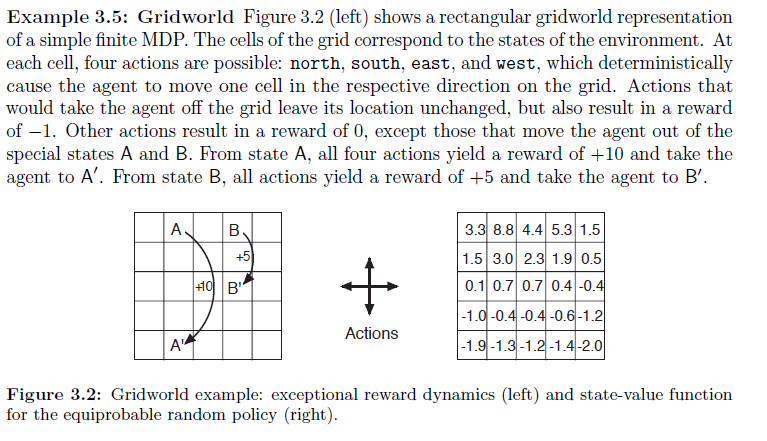 Example 3.5: Gridworld Figure 3.2 (left) shows a rectangular gridworld representation
of a simple finite MDP. The cells of the grid correspond to the states of the environment. At
each cell, four actions are possible: north, south, east, and west, which deterministically
cause the agent to move one cell in the respective direction on the grid. Actions that
would take the agent off the grid leave its location unchanged, but also result in a reward
of −1. Other actions result in a reward of 0, except those that move the agent out of the
special states A and B. From state A, all four actions yield a reward of +10 and take the
agent to A′. From state B, all actions yield a reward of +5 and take the agent to B′.
A B
+5
+10 B'
A'
Actions
3.3 8.8 4.4 5.3 1.5
1.5 3.0 2.3 1.9 0.5
0.1 0.7 0.7 0.4 -0.4
-1.0 -0.4 -0.4 -0.6 -1.2
-1.9 -1.3 -1.2 -1.4 -2.0
Figure 3.2: Gridworld example: exceptional reward dynamics (left) and state-value function
for the equiprobable random policy (right).